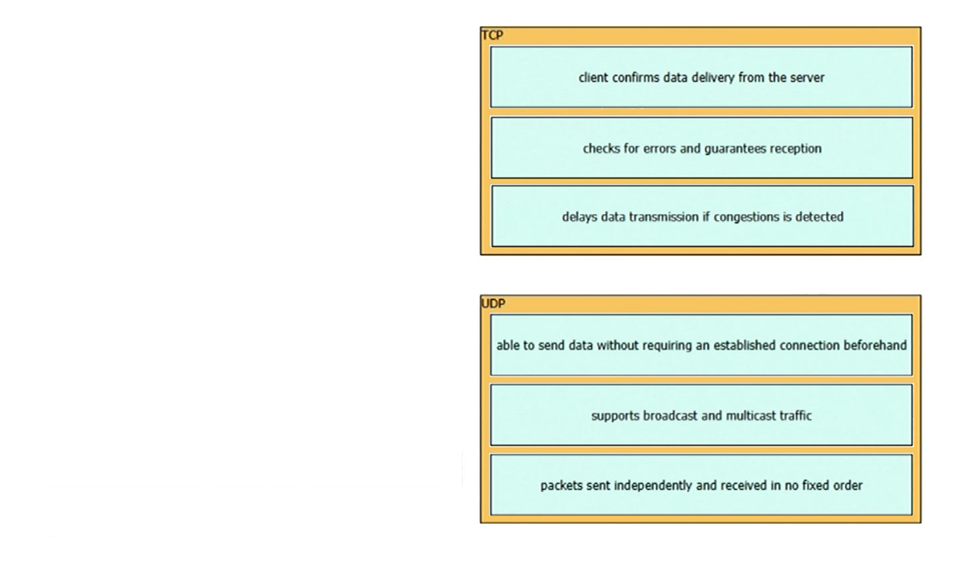 TCP
client confirms data delivery from the server
checks for errors and guarantees reception
delays data transmission if congestions is detected
UDP
able to send data without requiring an established connection beforehand
supports broadcast and multicast traffic
packets sent independently and received in no fixed order